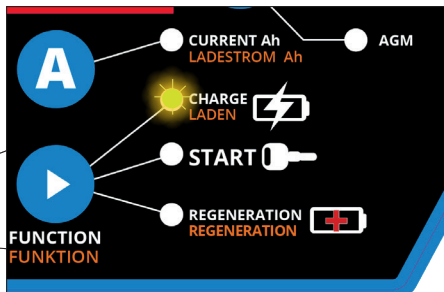 A
CURRENT Ah
LADESTROM Ah
AGM
CHARGE
LADEN
START
REGENERATION
REGENERATION
FUNCTION
FUNKTION